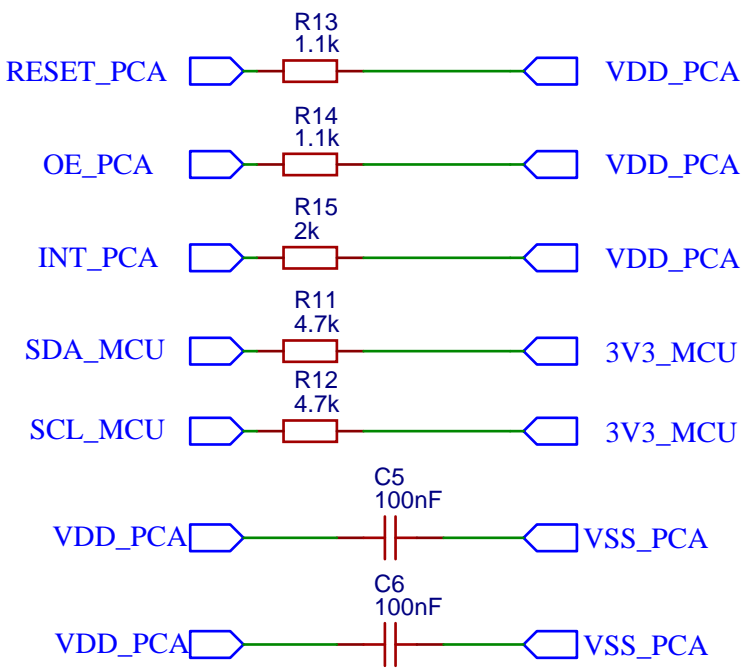 R13
1.1k
RESET_PCA VDD_PCA
R14
1.1k
OE_PCA VDD_PCA
R15
2k
INT_PCA VDD_PCA
R11
4.7k
SDA_MCU 3V3_MCU
R12
4.7k
SCL_MCU 3V3_MCU
C5
100nF
VDD_PCA VSS_PCA
C6
100nF
VDD_PCA VSS_PCA